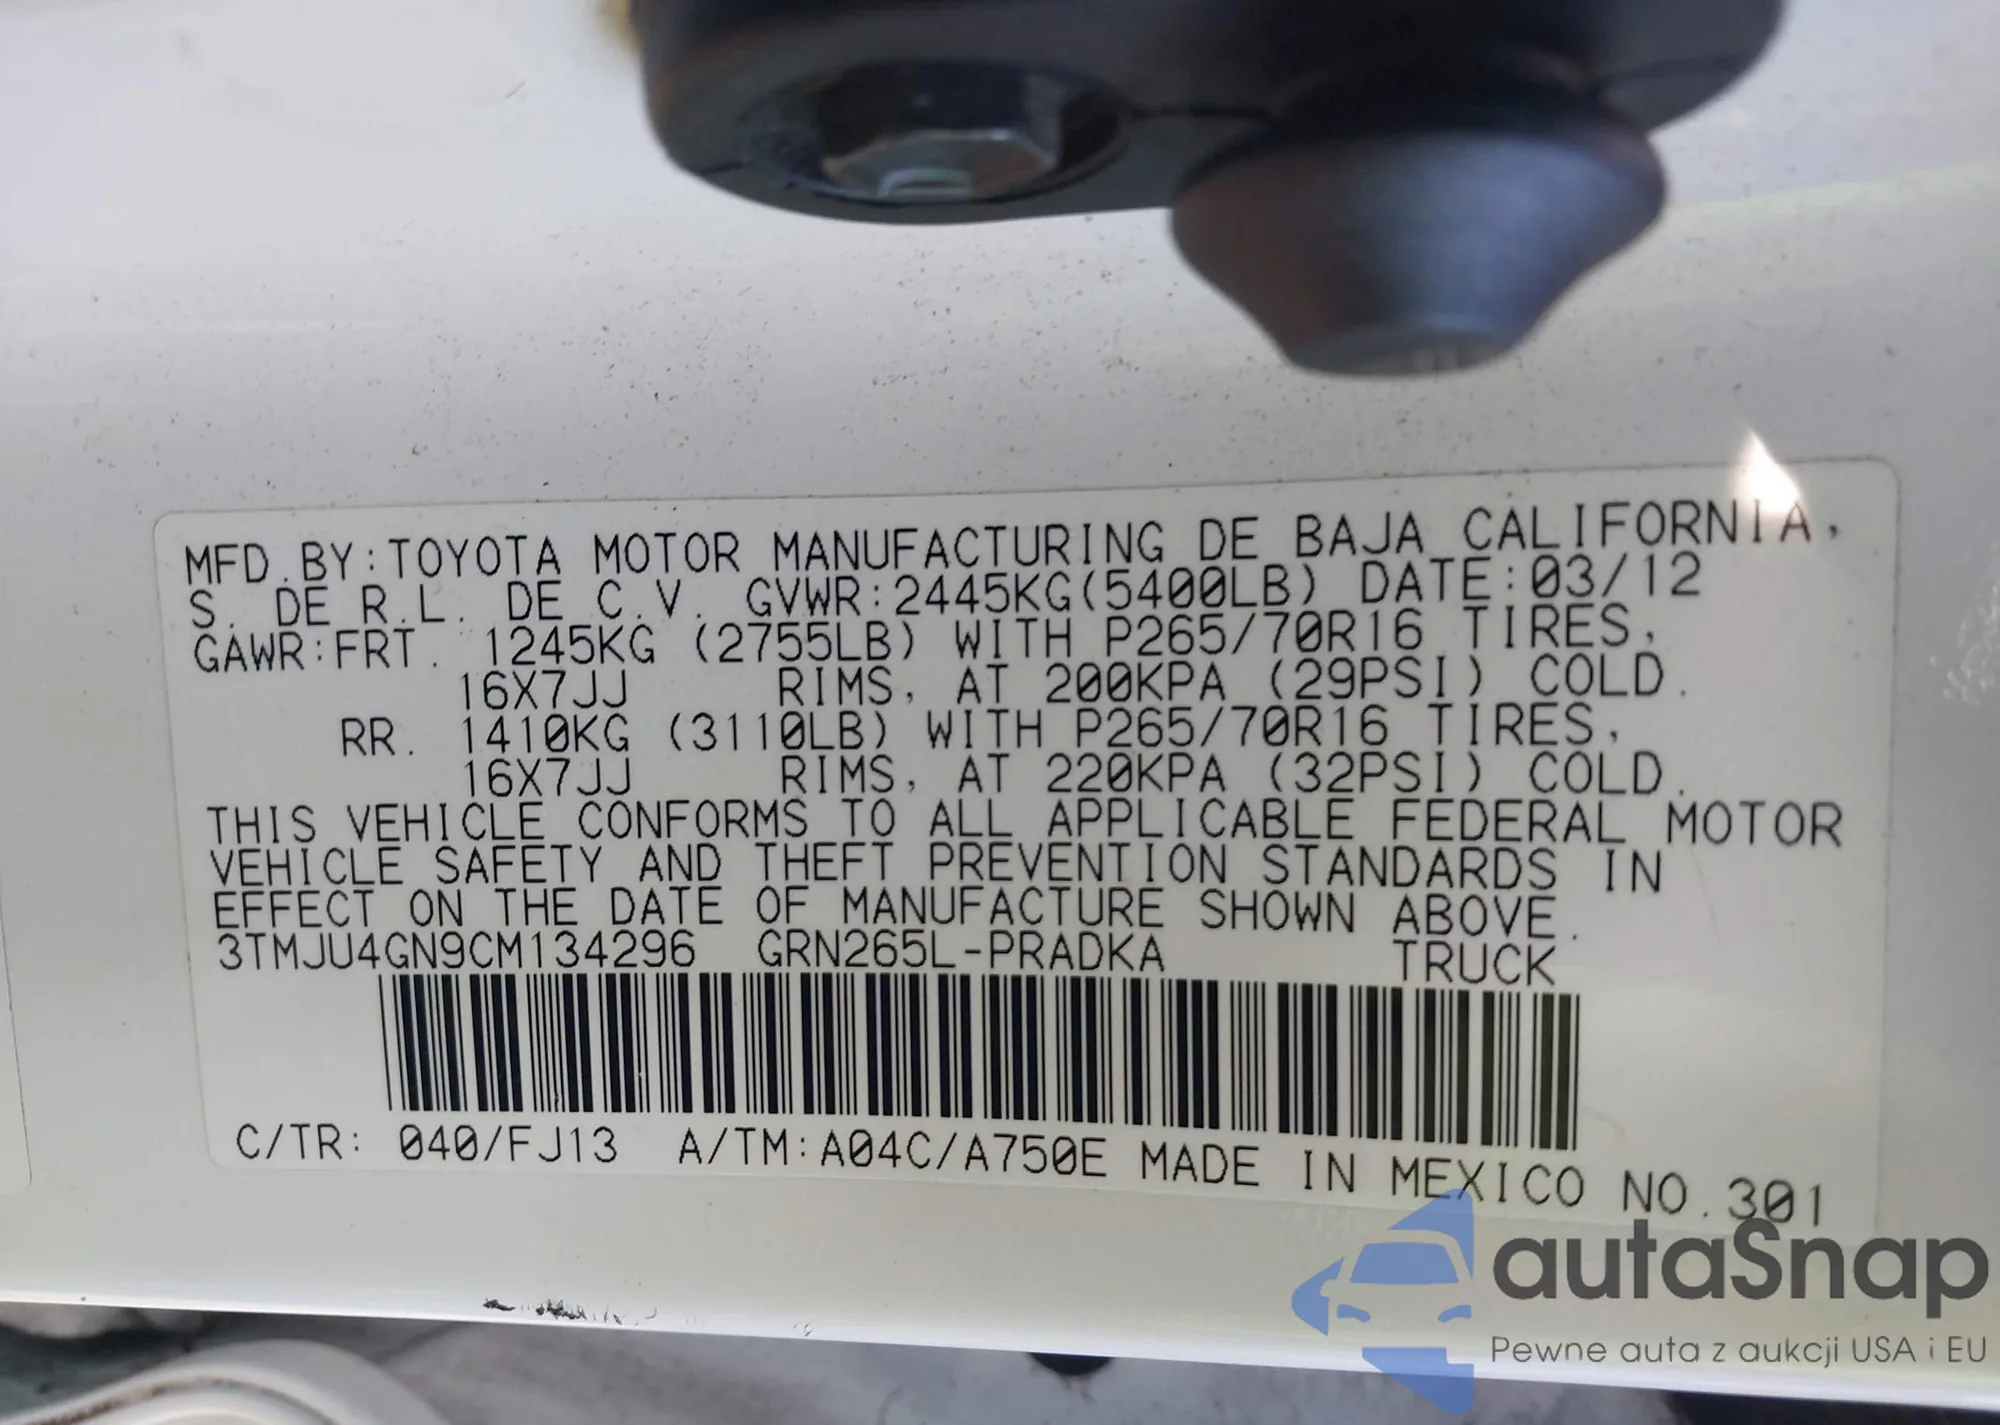 MFD.BY:TOYOTA MOTOR MANUFACTURING DE BAJA CALIFORNIA,
S. DE R.L. DE C.V. GVWR:2445KG(5400LB) DATE:03/12
GAWR:FRT. 1245KG (2755LB) WITH P265/70R16 TIRES,
16X7JJ RIMS, AT 200KPA (29PSI) COLD.
RR. 1410KG (3110LB) WITH P265/70R16 TIRES,
16X7JJ RIMS, AT 220KPA (32PSI) COLD.
THIS VEHICLE CONFORMS TO ALL APPLICABLE FEDERAL MOTOR
VEHICLE SAFETY AND THEFT PREVENTION STANDARDS IN
EFFECT ON THE DATE OF MANUFACTURE SHOWN ABOVE.
3TMJU4GN9CM134296 GRN265L-PRADKA TRUCK
C/TR: 040/FJ13 A/TM:A04C/A750E MADE IN MEXICO NO.301
autaSnap
Pewne auta z aukcji USA i EU